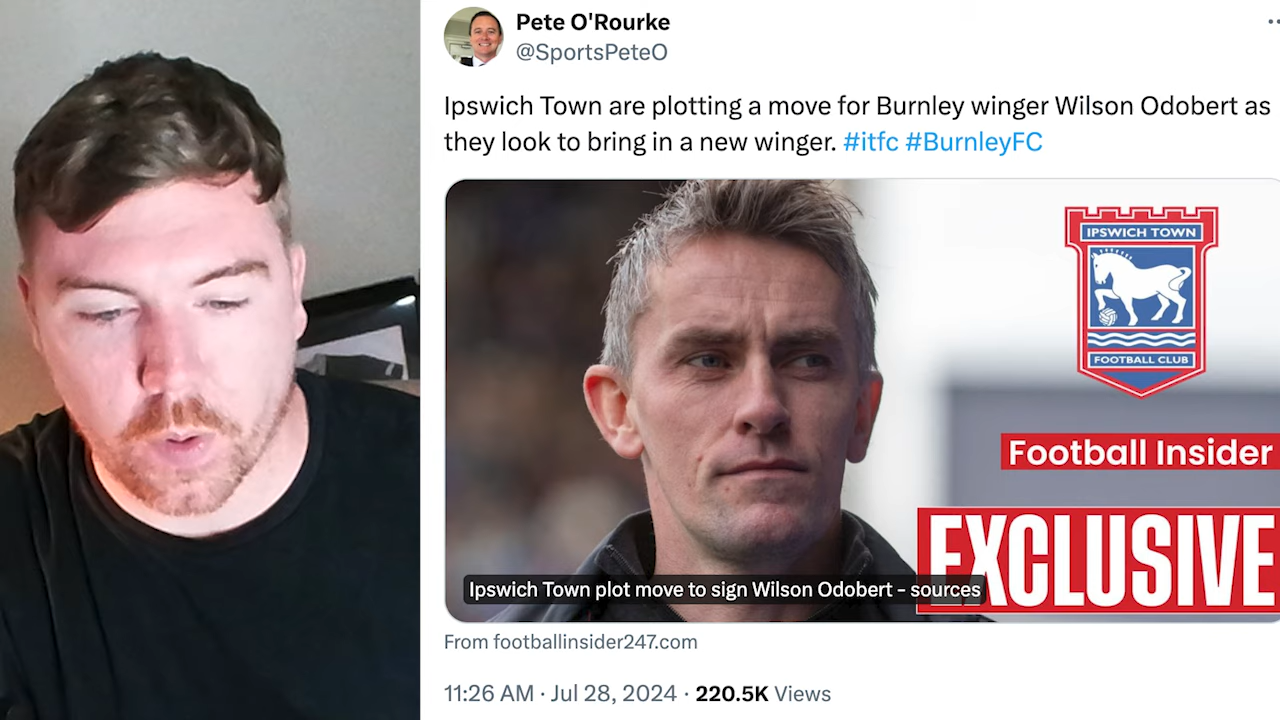 Pete O'Rourke
@SportsPeteO
Ipswich Town are plotting a move for Burnley winger Wilson Odobert as
they look to bring in a new winger. #itfc #BurnleyFC
IPSWICH TOWN
FOOTBALL CLUB
Football Insider
EXCLUSIVE
Ipswich Town plot move to sign Wilson Odobert - sources
From footballinsider247.com
11:26 AM · Jul 28, 2024 · 220.5K Views